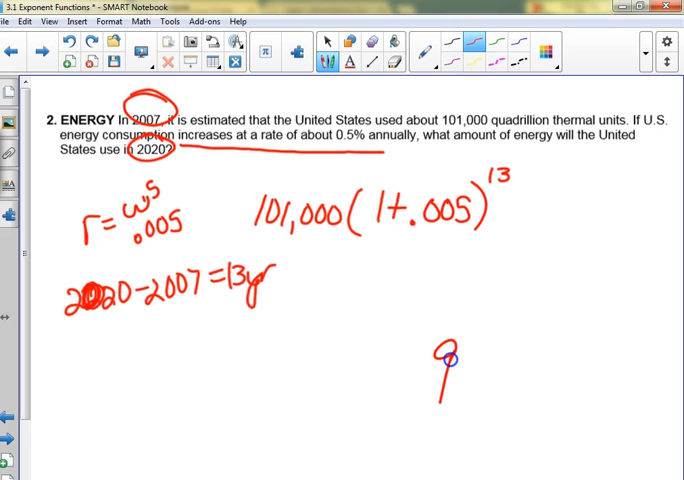 3.1 Exponent Functions * - SMART Notebook
Edit View Insert Format Tools Add-ons Help
2. ENERGY In 2007, it is estimated that the United States used about 101,000 quadrillion thermal units. If U.S.
energy consumption increases at a rate of about 0.5% annually, what amount of energy will the United
States use in 2020?
101,000(1+.005)^13
r=
.005
2020-2007=13yr
9